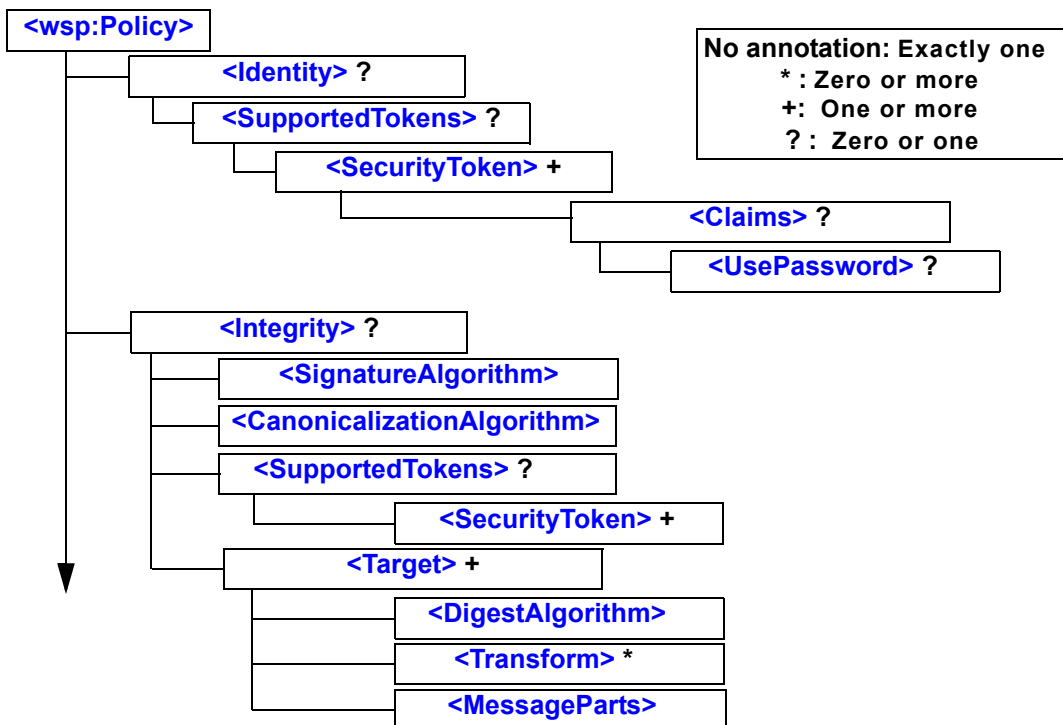 <wsp:Policy>
<Identity> ?
<SupportedTokens> ?
<SecurityToken> +
<Claims> ?
<UsePassword> ?
No annotation: Exactly one
* : Zero or more
+: One or more
? : Zero or one
<Integrity> ?
<SignatureAlgorithm>
<CanonicalizationAlgorithm>
<SupportedTokens> ?
<SecurityToken> +
<Target> +
<DigestAlgorithm>
<Transform> *
<MessageParts>